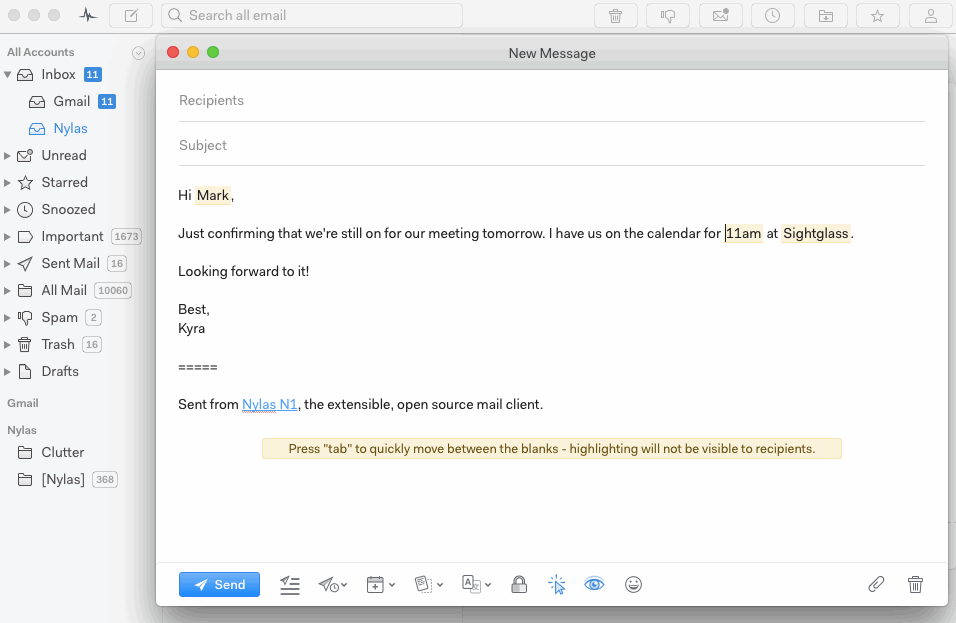 Search all email
All Accounts
Inbox 11
Gmail 11
Nylas
Unread
Starred
Snoozed
Important 1673
Sent Mail 16
All Mail 10060
Spam 2
Trash 16
Drafts
Gmail
Nylas
Clutter
[Nylas] 368
New Message
Recipients
Subject
Hi Mark,
Just confirming that we're still on for our meeting tomorrow. I have us on the calendar for 11am at Sightglass.
Looking forward to it!
Best,
Kyra
=====
Sent from Nylas N1, the extensible, open source mail client.
Press "tab" to quickly move between the blanks - highlighting will not be visible to recipients.
Send